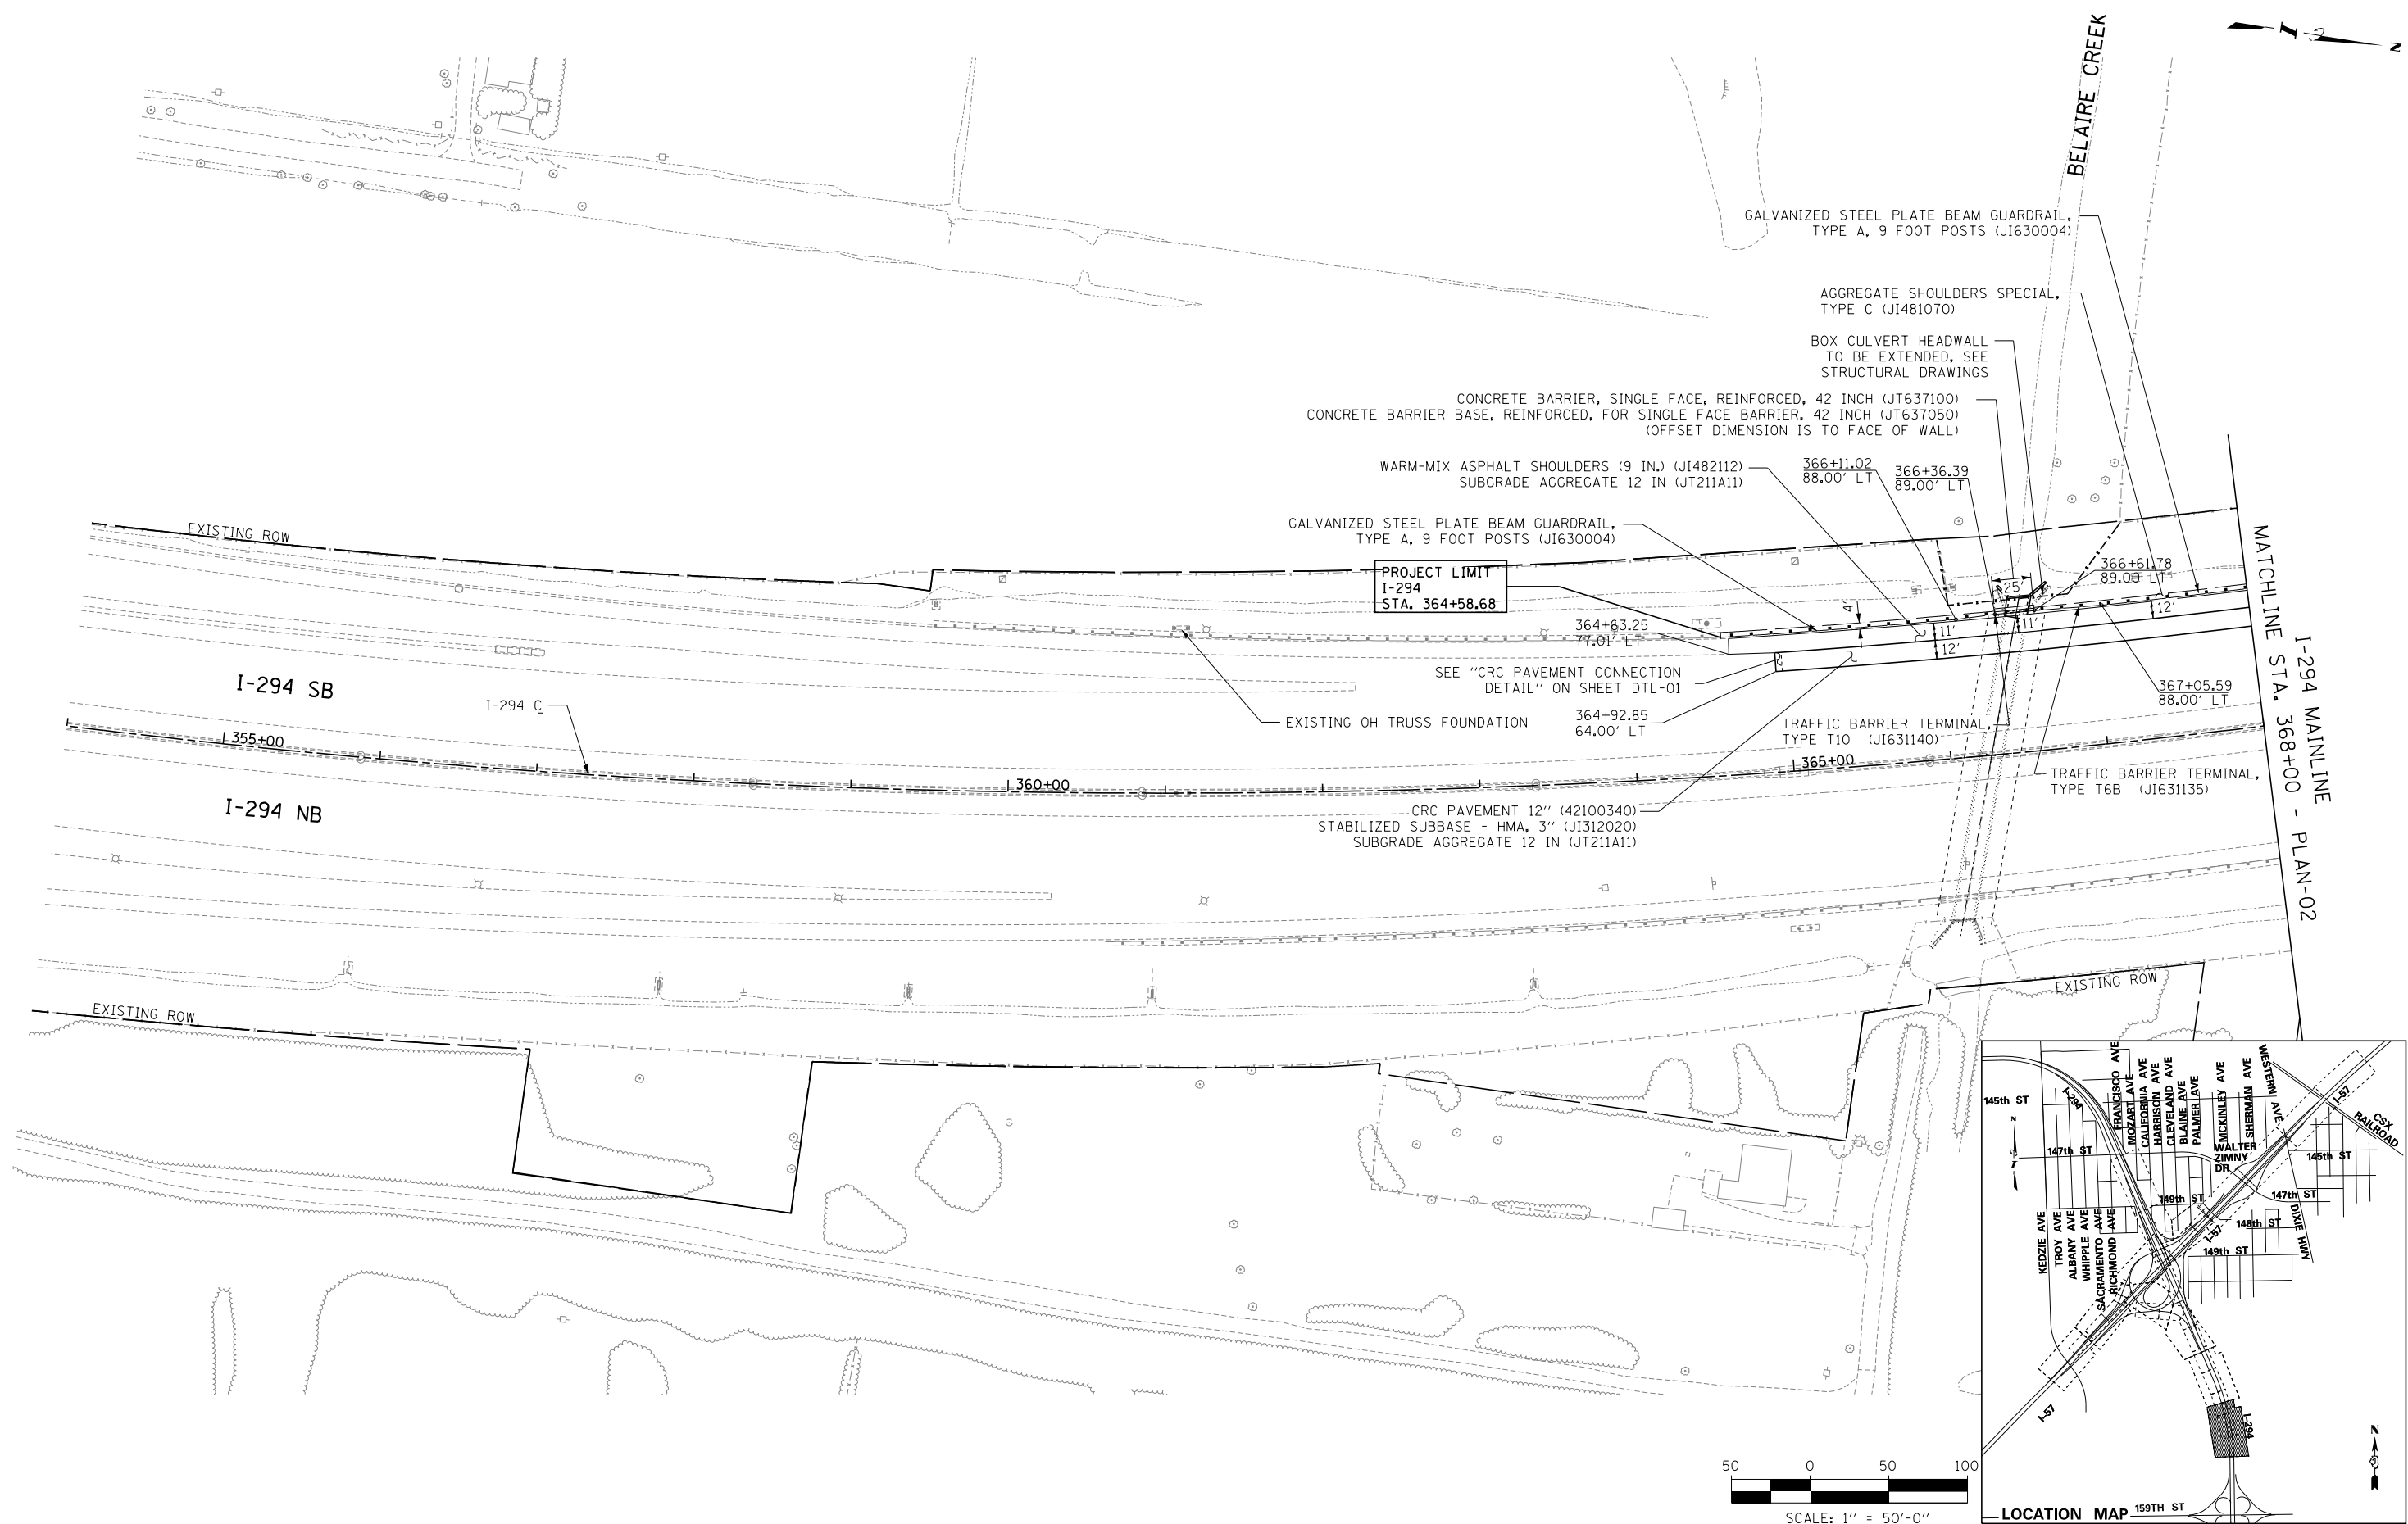 N
BELAIRE CREEK
GALVANIZED STEEL PLATE BEAM GUARDRAIL,
TYPE A, 9 FOOT POSTS (JI630004)
AGGREGATE SHOULDERS SPECIAL,
TYPE C (JI481070)
BOX CULVERT HEADWALL
TO BE EXTENDED, SEE
STRUCTURAL DRAWINGS
CONCRETE BARRIER, SINGLE FACE, REINFORCED, 42 INCH (JT637100)
CONCRETE BARRIER BASE, REINFORCED, FOR SINGLE FACE BARRIER, 42 INCH (JT637050)
(OFFSET DIMENSION IS TO FACE OF WALL)
WARM-MIX ASPHALT SHOULDERS (9 IN.) (JI482112)
SUBGRADE AGGREGATE 12 IN (JT211A11)
366+11.02
88.00' LT
366+36.39
89.00' LT
GALVANIZED STEEL PLATE BEAM GUARDRAIL,
TYPE A, 9 FOOT POSTS (JI630004)
EXISTING ROW
PROJECT LIMIT
I-294
STA. 364+58.68
366+61.78
89.00' LT
25'
4'
11'
11'
12'
12'
364+63.25
77.01' LT
SEE "CRC PAVEMENT CONNECTION
DETAIL" ON SHEET DTL-01
367+05.59
88.00' LT
I-294 SB
I-294 ℄
EXISTING OH TRUSS FOUNDATION
364+92.85
64.00' LT
TRAFFIC BARRIER TERMINAL,
TYPE T10 (JI631140)
355+00
360+00
365+00
TRAFFIC BARRIER TERMINAL,
TYPE T6B (JI631135)
I-294 NB
CRC PAVEMENT 12" (42100340)
STABILIZED SUBBASE - HMA, 3" (JI312020)
SUBGRADE AGGREGATE 12 IN (JT211A11)
I-294 MAINLINE
MATCHLINE STA. 368+00 - PLAN-02
EXISTING ROW
EXISTING ROW
145th ST
I-294
FRANCISCO AVE
MOZART AVE
CALIFORNIA AVE
HARRISON AVE
CLEVELAND AVE
BLAINE AVE
PALMER AVE
MCKINLEY AVE
SHERMAN AVE
WESTERN AVE
I-57
CSX
RAILROAD
N
147th ST
WALTER
ZIMNY
DR
145th ST
149th ST
147th ST
KEDZIE AVE
TROY AVE
ALBANY AVE
WHIPPLE AVE
SACRAMENTO AVE
RICHMOND AVE
I-57
148th ST
DIXIE HWY
149th ST
I-57
I-294
N
LOCATION MAP
159TH ST
50 0 50 100
SCALE: 1" = 50'-0"